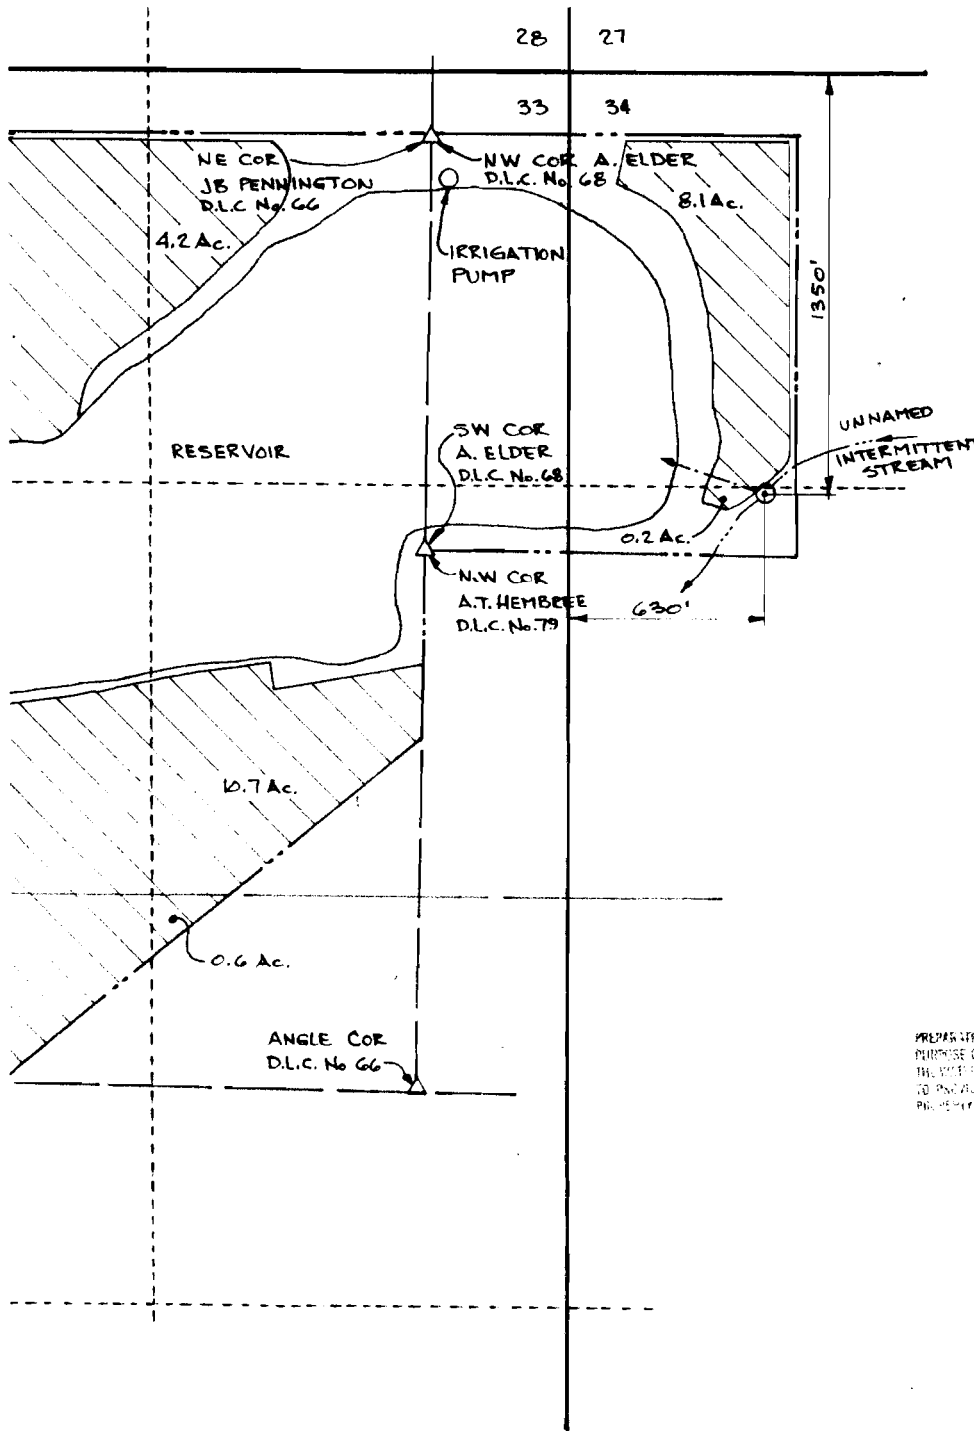 28 27
33 34
NE COR
JB PENNINGTON
D.L.C No. 66
NW COR A. ELDER
D.L.C. No. 68
8.1 Ac.
4.2 Ac.
IRRIGATION
PUMP
1350'
RESERVOIR
SW COR
A. ELDER
D.L.C. No. 68
UNNAMED
INTERMITTENT
STREAM
0.2 Ac.
N.W COR
A.T. HEMBREE
D.L.C. No. 79
630'
10.7 Ac.
0.6 Ac.
ANGLE COR
D.L.C. No 66
PURPOSE